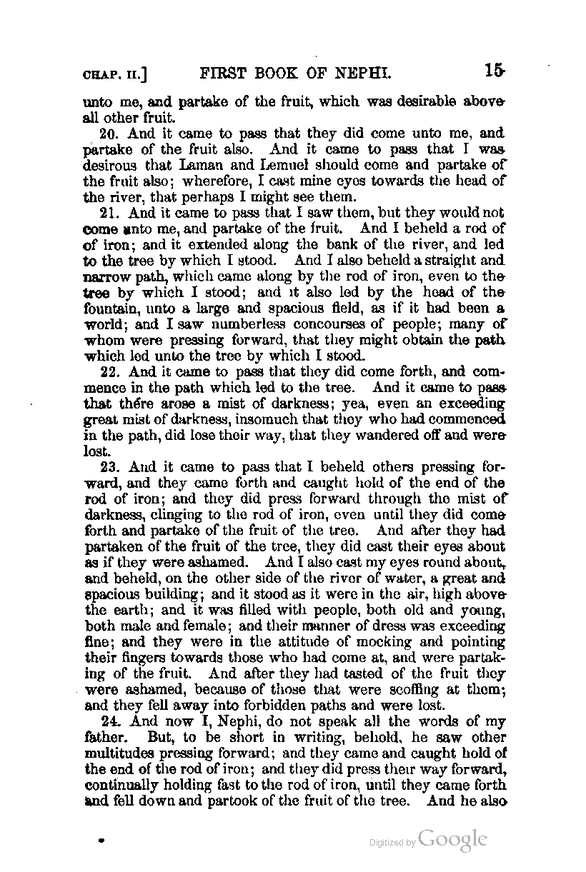 CHAP. II.] FIRST BOOK OF NEPHI. 15
unto me, and partake of the fruit, which was desirable above
all other fruit.
20. And it came to pass that they did come unto me, and
partake of the fruit also. And it came to pass that I was
desirous that Laman and Lemuel should come and partake of
the fruit also; wherefore, I cast mine eyes towards the head of
the river, that perhaps I might see them.
21. And it came to pass that I saw them, but they would not
come unto me, and partake of the fruit. And I beheld a rod of
of iron; and it extended along the bank of the river, and led
to the tree by which I stood. And I also beheld a straight and
narrow path, which came along by the rod of iron, even to the
tree by which I stood; and it also led by the head of the
fountain, unto a large and spacious field, as if it had been a
world; and I saw numberless concourses of people; many of
whom were pressing forward, that they might obtain the path
which led unto the tree by which I stood.
22. And it came to pass that they did come forth, and com-
mence in the path which led to the tree. And it came to pass
that there arose a mist of darkness; yea, even an exceeding
great mist of darkness, insomuch that they who had commenced
in the path, did lose their way, that they wandered off and were
lost.
23. And it came to pass that I beheld others pressing for-
ward, and they came forth and caught hold of the end of the
rod of iron; and they did press forward through the mist of
darkness, clinging to the rod of iron, even until they did come
forth and partake of the fruit of the tree. And after they had
partaken of the fruit of the tree, they did cast their eyes about
as if they were ashamed. And I also cast my eyes round about,
and beheld, on the other side of the river of water, a great and
spacious building; and it stood as it were in the air, high above
the earth; and it was filled with people, both old and young,
both male and female; and their manner of dress was exceeding
fine; and they were in the attitude of mocking and pointing
their fingers towards those who had come at, and were partak-
ing of the fruit. And after they had tasted of the fruit they
were ashamed, because of those that were scoffing at them;
and they fell away into forbidden paths and were lost.
24. And now I, Nephi, do not speak all the words of my
father. But, to be short in writing, behold, he saw other
multitudes pressing forward; and they came and caught hold of
the end of the rod of iron; and they did press their way forward,
continually holding fast to the rod of iron, until they came forth
and fell down and partook of the fruit of the tree. And he also
Digitized by Google